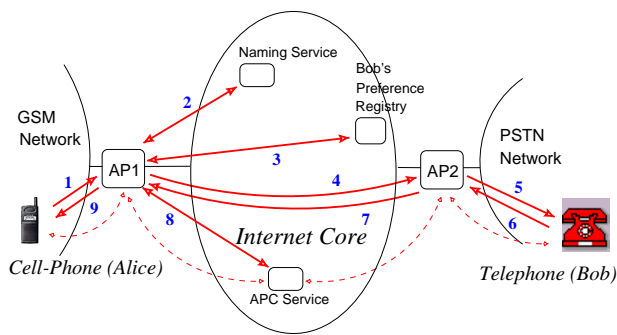 Naming Service
Bob's
Preference
Registry
2
GSM
Network
PSTN
Network
3
AP1
AP2
1
4
5
9
8
7
6
Internet Core
Cell-Phone (Alice)
Telephone (Bob)
APC Service